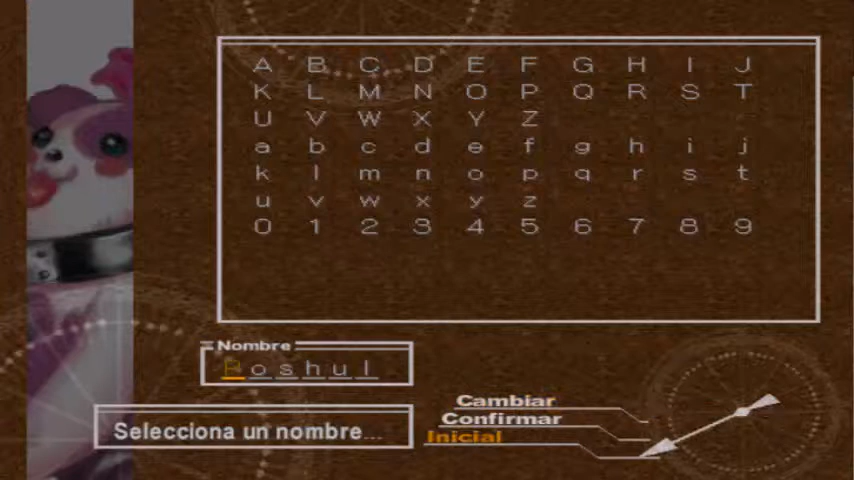 A B C D E F G H I J
K L M N O P Q R S T
U V W X Y Z
a b c d e f g h i j
k l m n o p q r s t
u v w x y z
0 1 2 3 4 5 6 7 8 9
Nombre
Roshul
Selecciona un nombre...
Cambiar
Confirmar
Inicial